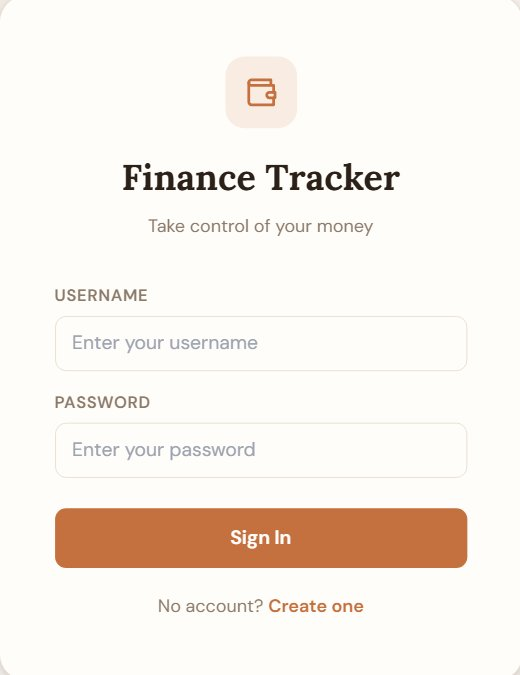 Finance Tracker
Take control of your money
USERNAME
Enter your username
PASSWORD
Enter your password
Sign In
No account? Create one